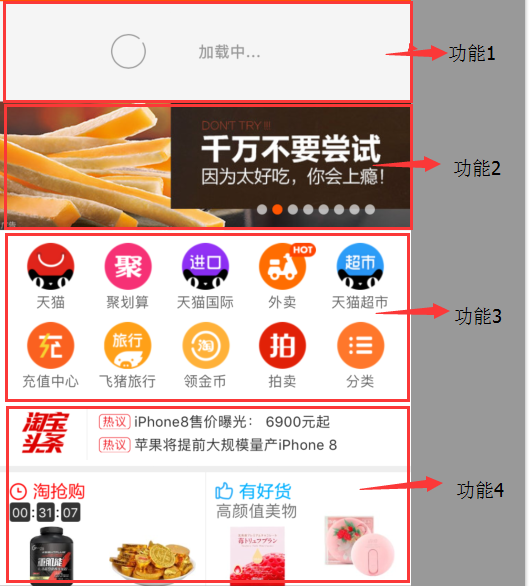 加载中...
功能1
DON'T TRY !!!
千万不要尝试
因为太好吃，你会上瘾！
广告
功能2
聚 进口 HOT 超市
天猫 聚划算 天猫国际 外卖 天猫超市
功能3
充 旅行 淘 拍
充值中心 飞猪旅行 领金币 拍卖 分类
淘宝头条
热议 iPhone8售价曝光： 6900元起
热议 苹果将提前大规模量产iPhone 8
淘抢购 有好货
00:31:07 高颜值美物
功能4